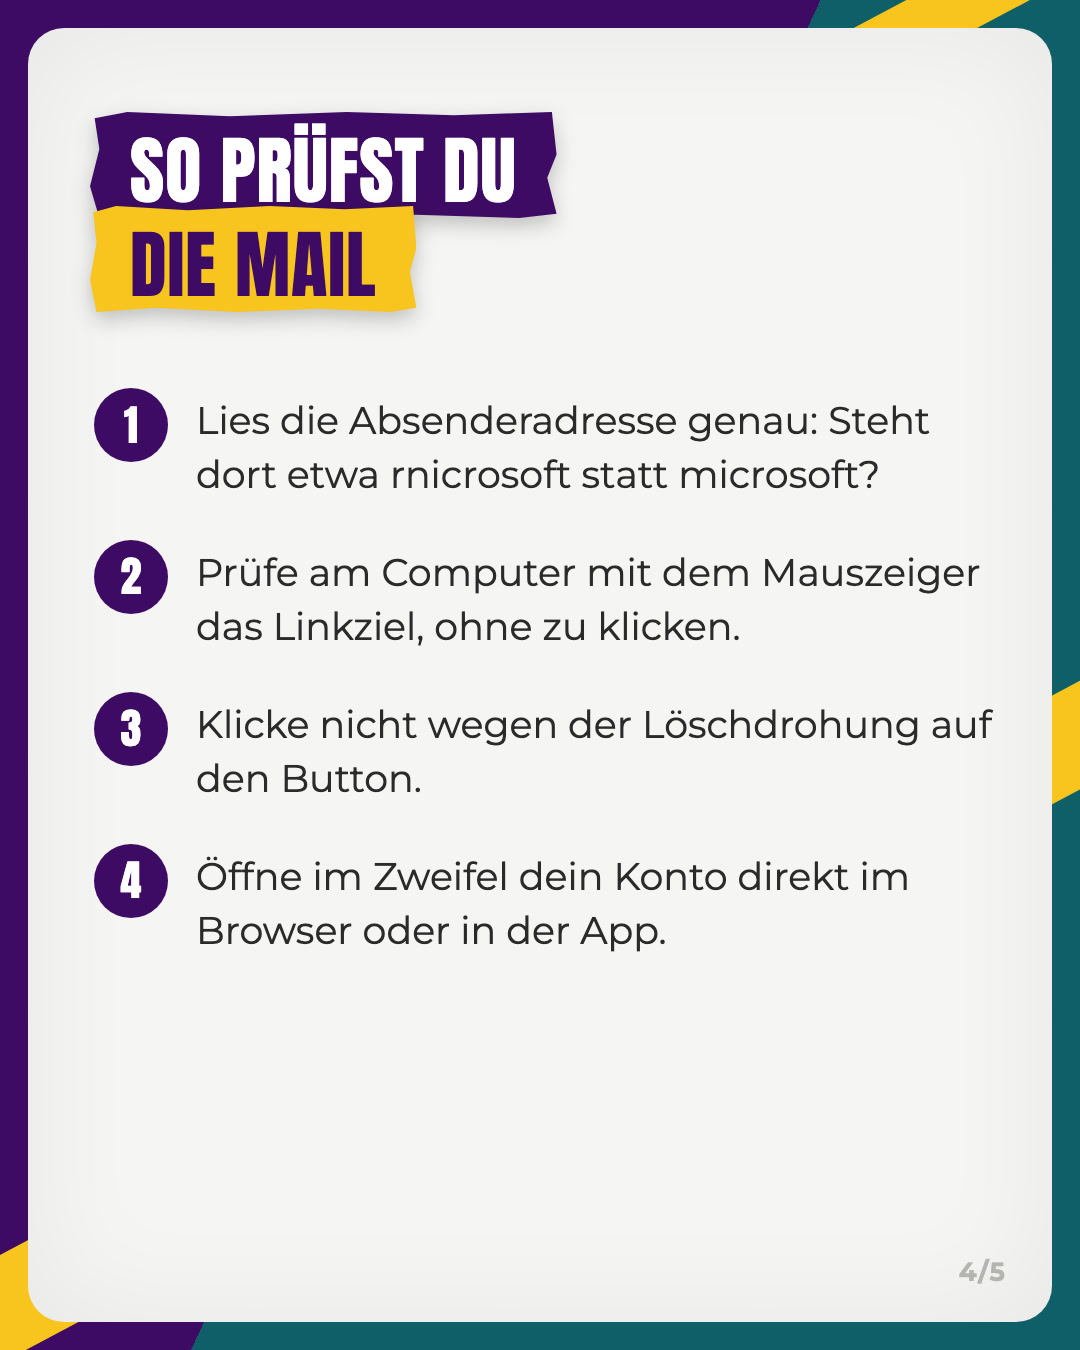 SO PRÜFST DU
DIE MAIL
1 Lies die Absenderadresse genau: Steht
dort etwa rnicrosoft statt microsoft?
2 Prüfe am Computer mit dem Mauszeiger
das Linkziel, ohne zu klicken.
3 Klicke nicht wegen der Löschdrohung auf
den Button.
4 Öffne im Zweifel dein Konto direkt im
Browser oder in der App.
4/5